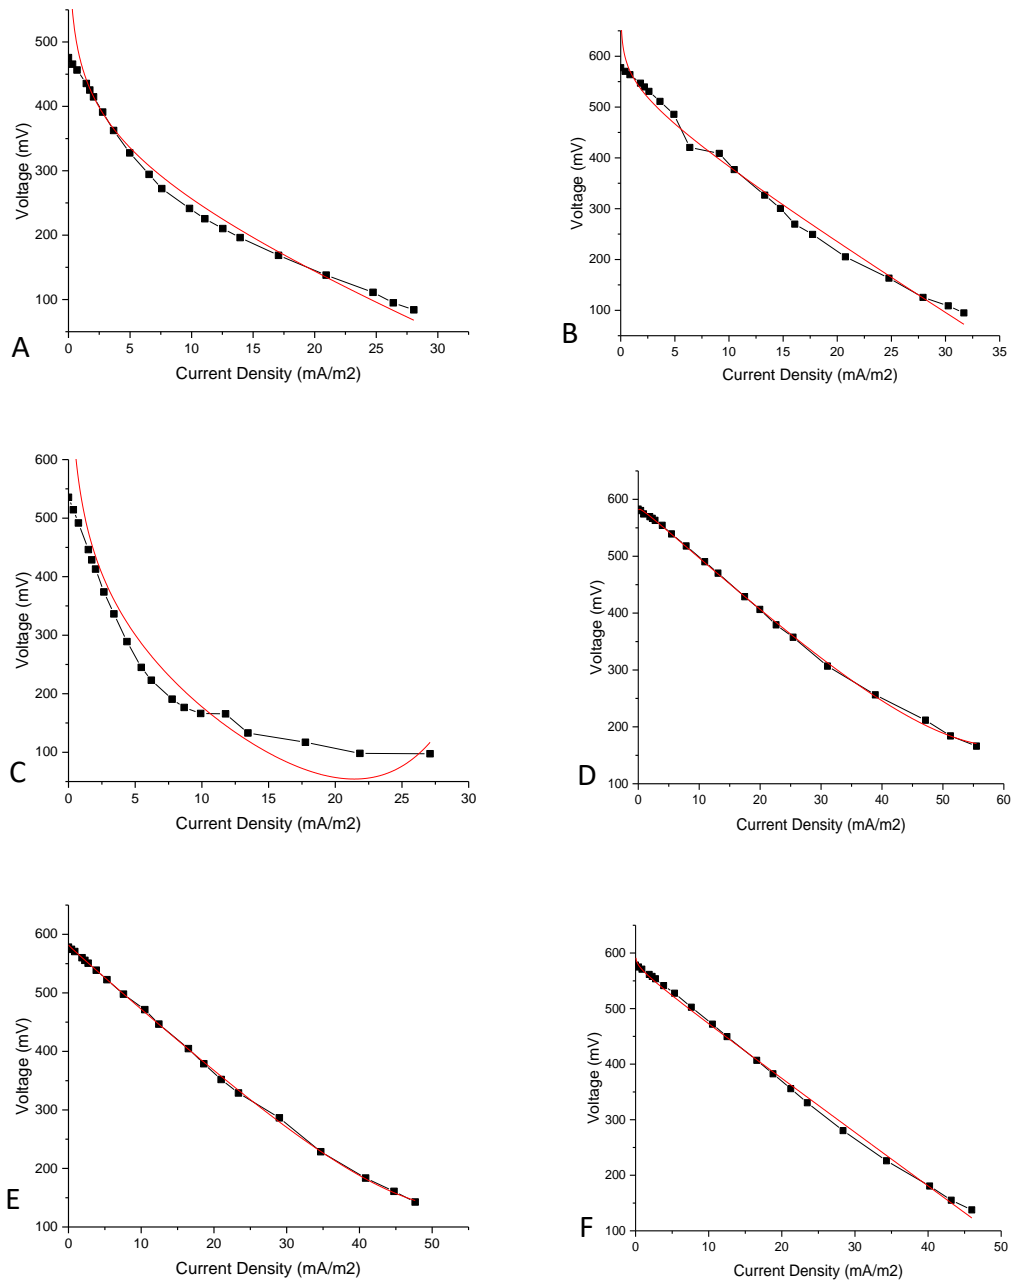 500
400
300
200
100
Voltage (mV)
0 5 10 15 20 25 30
Current Density (mA/m2)
A
600
500
400
300
200
100
Voltage (mV)
0 5 10 15 20 25 30 35
Current Density (mA/m2)
B
600
500
400
300
200
100
Voltage (mV)
0 5 10 15 20 25 30
Current Density (mA/m2)
C
600
500
400
300
200
100
Voltage (mV)
0 10 20 30 40 50 60
Current Density (mA/m2)
D
600
500
400
300
200
100
Voltage (mV)
0 10 20 30 40 50
Current Density (mA/m2)
E
600
500
400
300
200
100
Voltage (mV)
0 10 20 30 40 50
Current Density (mA/m2)
F